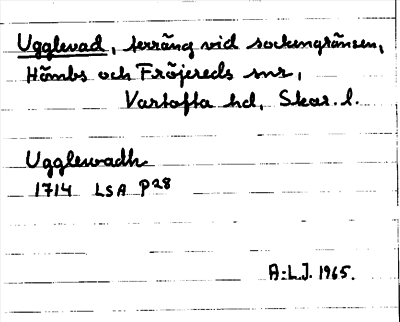 Ugglevad, terräng vid sockengränsen,
Hömbs och Fröjereds snr,
Vartofta hd, Skar. l.
Ugglewadh
1714 LSA P28
A:L.J. 1965.